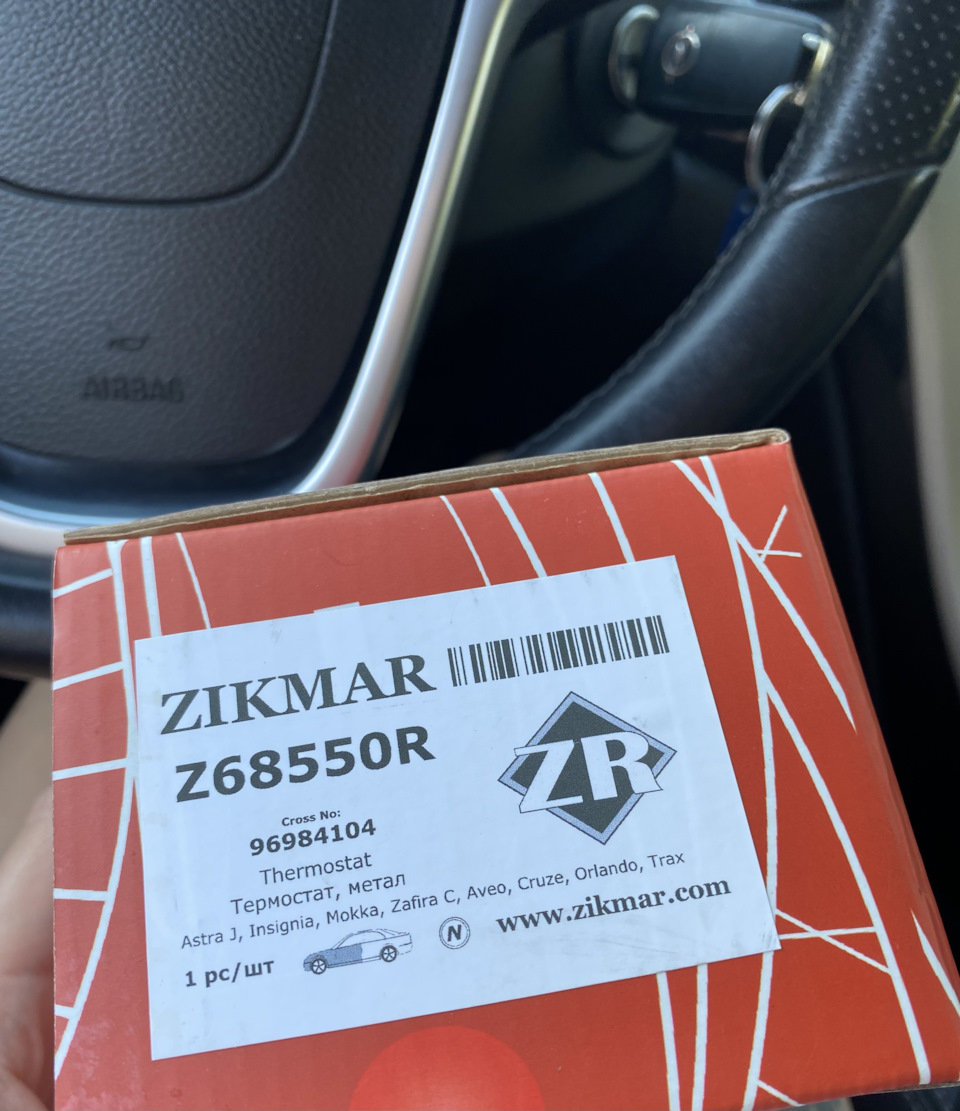 AIRBAG
ZIKMAR
Z68550R
ZR
Cross No:
96984104
Thermostat
Термостат, метал
Astra J, Insignia, Mokka, Zafira C, Aveo, Cruze, Orlando, Trax
1 pc/шт
N
www.zikmar.com